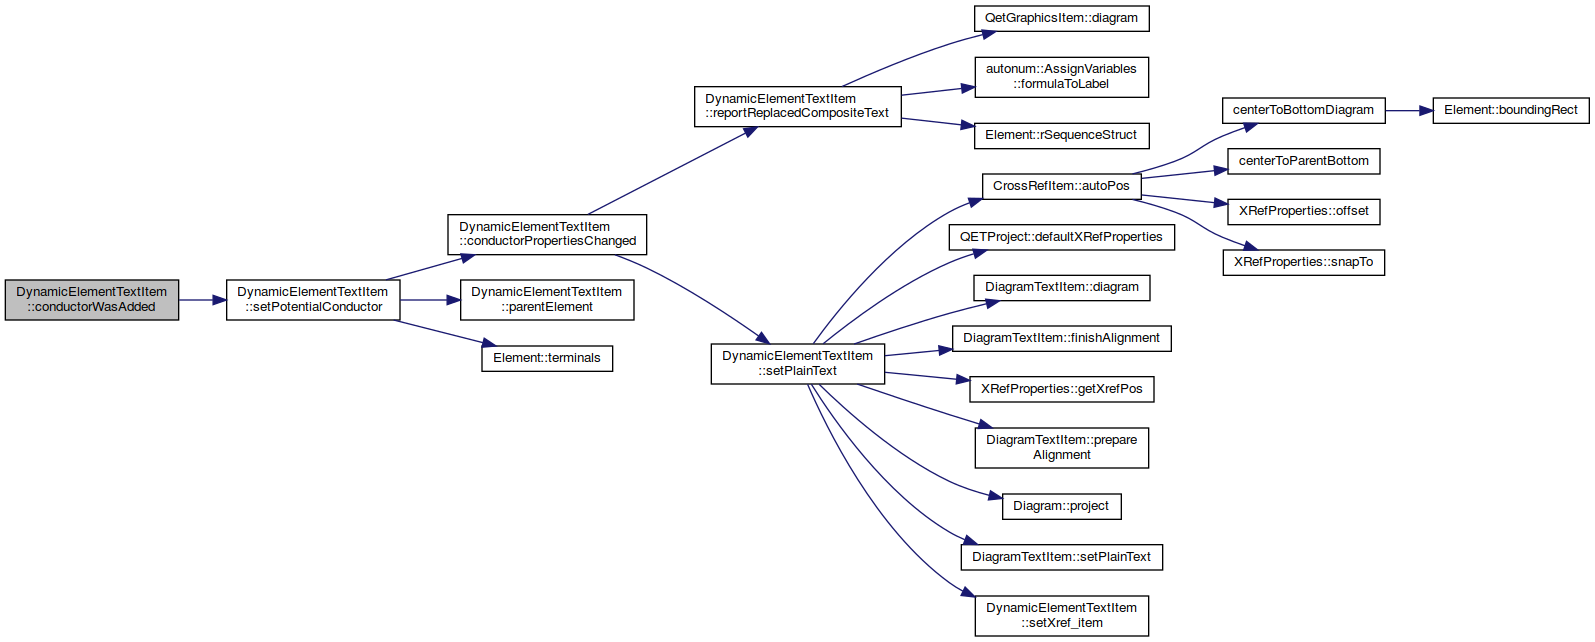 DynamicElementTextItem
::conductorWasAdded
DynamicElementTextItem
::setPotentialConductor
DynamicElementTextItem
::conductorPropertiesChanged
DynamicElementTextItem
::parentElement
Element::terminals
DynamicElementTextItem
::reportReplacedCompositeText
DynamicElementTextItem
::setPlainText
QetGraphicsItem::diagram
autonum::AssignVariables
::formulaToLabel
Element::rSequenceStruct
CrossRefItem::autoPos
QETProject::defaultXRefProperties
DiagramTextItem::diagram
DiagramTextItem::finishAlignment
XRefProperties::getXrefPos
DiagramTextItem::prepare
Alignment
Diagram::project
DiagramTextItem::setPlainText
DynamicElementTextItem
::setXref_item
centerToBottomDiagram
centerToParentBottom
XRefProperties::offset
XRefProperties::snapTo
Element::boundingRect